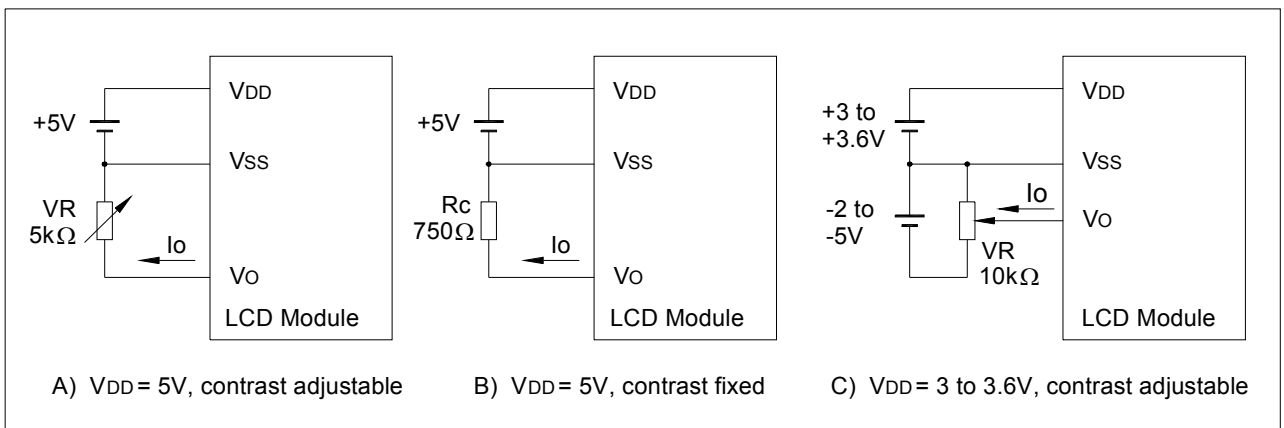 VDD
+5V
VSS
VR
5kΩ
Io
VO
LCD Module
A) VDD = 5V, contrast adjustable
VDD
+5V
VSS
Rc
750Ω
Io
VO
LCD Module
B) VDD = 5V, contrast fixed
VDD
+3 to
+3.6V
VSS
Io
-2 to
-5V
VO
VR
10kΩ
LCD Module
C) VDD = 3 to 3.6V, contrast adjustable